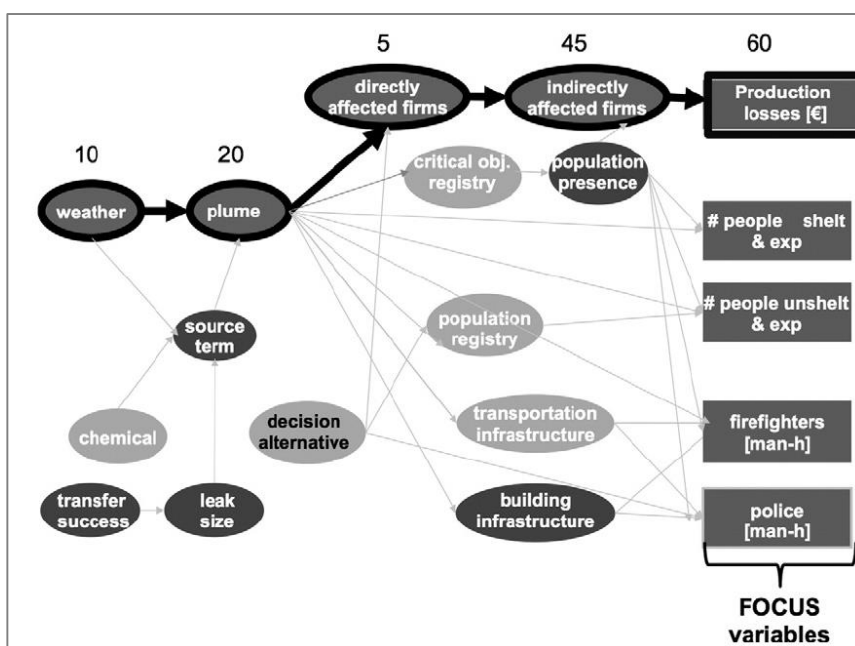 5 45 60
directly
affected firms
indirectly
affected firms
Production
losses [€]
10 20
critical obj.
registry
population
presence
weather
plume
# people shelt
& exp
source
term
population
registry
# people unshelt
& exp
chemical
decision
alternative
transportation
infrastructure
firefighters
[man-h]
transfer
success
leak
size
building
infrastructure
police
[man-h]
FOCUS
variables